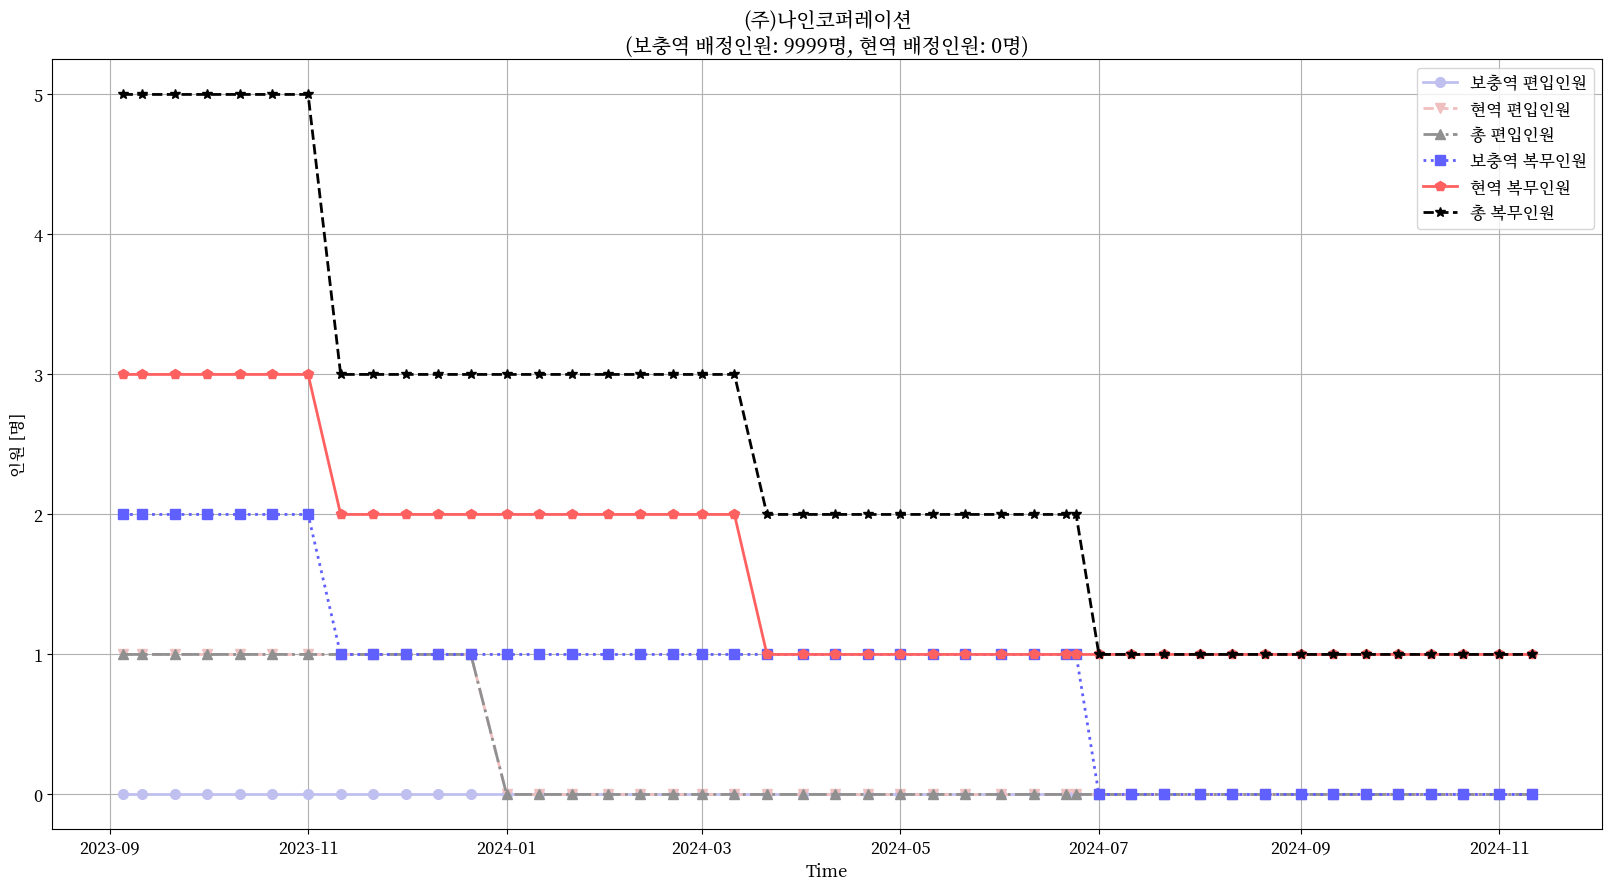 (주)나인코퍼레이션
(보충역 배정인원: 9999명, 현역 배정인원: 0명)
보충역 편입인원
현역 편입인원
총 편입인원
보충역 복무인원
현역 복무인원
총 복무인원
인원 [명]
5
4
3
2
1
0
2023-09
2023-11
2024-01
2024-03
2024-05
2024-07
2024-09
2024-11
Time